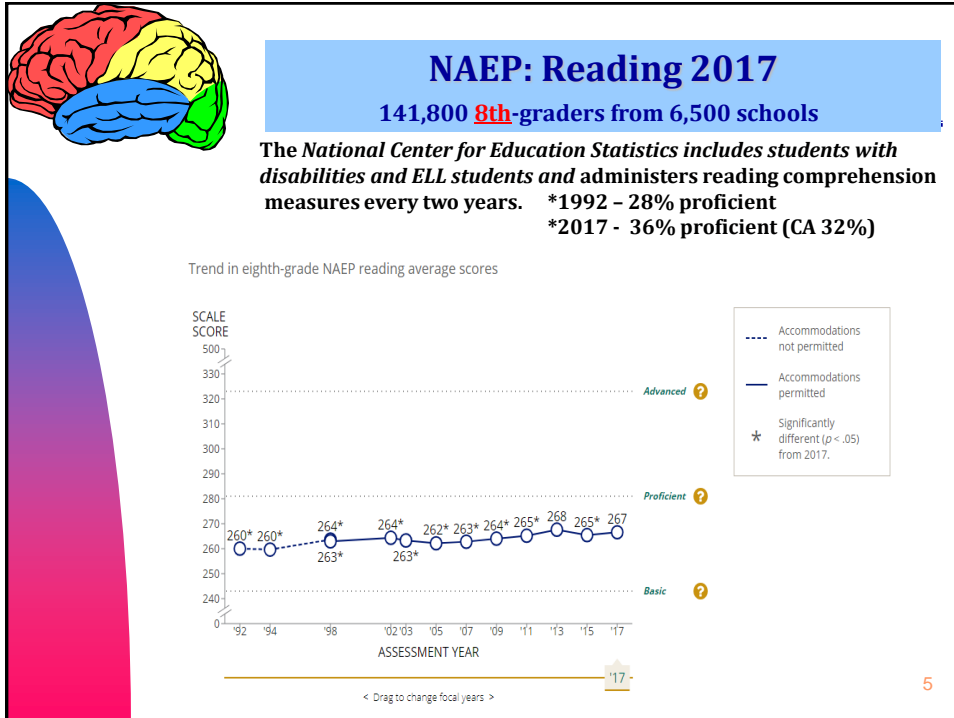 NAEP: Reading 2017
141,800 8th-graders from 6,500 schools
The National Center for Education Statistics includes students with
disabilities and ELL students and administers reading comprehension
measures every two years. *1992 – 28% proficient
*2017 - 36% proficient (CA 32%)
Trend in eighth-grade NAEP reading average scores
SCALE
SCORE
500
330
320
310
300
290
280
270
260
250
240
0
Advanced ?
Proficient ?
Basic ?
260* 260* 264* 264* 262* 263* 264* 265* 268 265* 267
263* 263*
'92 '94 '98 '02 '03 '05 '07 '09 '11 '13 '15 '17
ASSESSMENT YEAR
'17
< Drag to change focal years >
Accommodations
not permitted
Accommodations
permitted
* Significantly
different (p < .05)
from 2017.
5